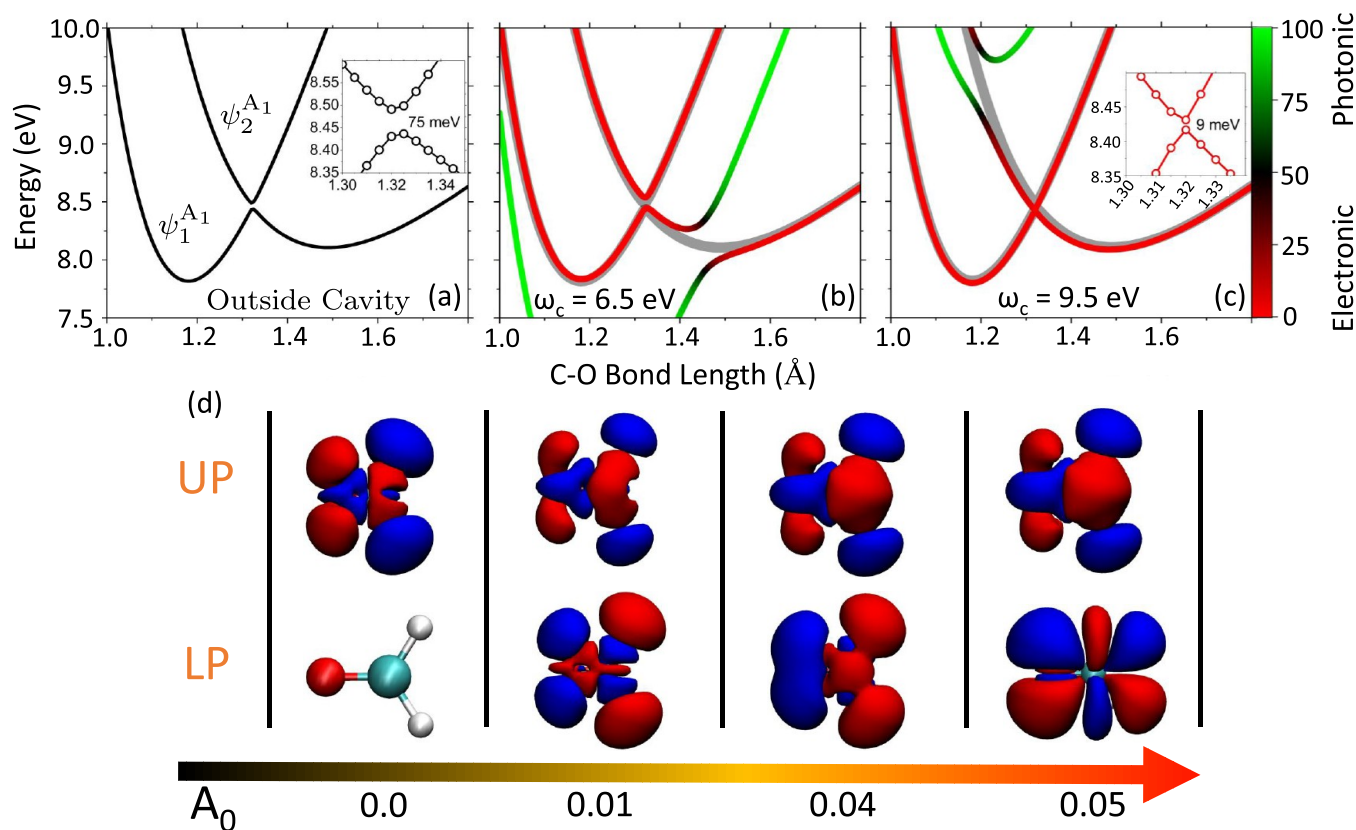 10.0
9.5
9.0
8.5
8.0
7.5
Energy (eV)
ψ₂^A₁
ψ₁^A₁
8.55
8.50
8.45
8.40
8.35
75 meV
1.30 1.32 1.34
Outside Cavity (a)
1.0 1.2 1.4 1.6
ω_c = 6.5 eV (b)
1.0 1.2 1.4 1.6
8.45
8.40
8.35
9 meV
1.30 1.31 1.32 1.33
ω_c = 9.5 eV (c)
1.0 1.2 1.4 1.6
100
75
50
25
0
Photonic
Electronic
C-O Bond Length (Å)
(d)
UP
LP
A₀ 0.0 0.01 0.04 0.05